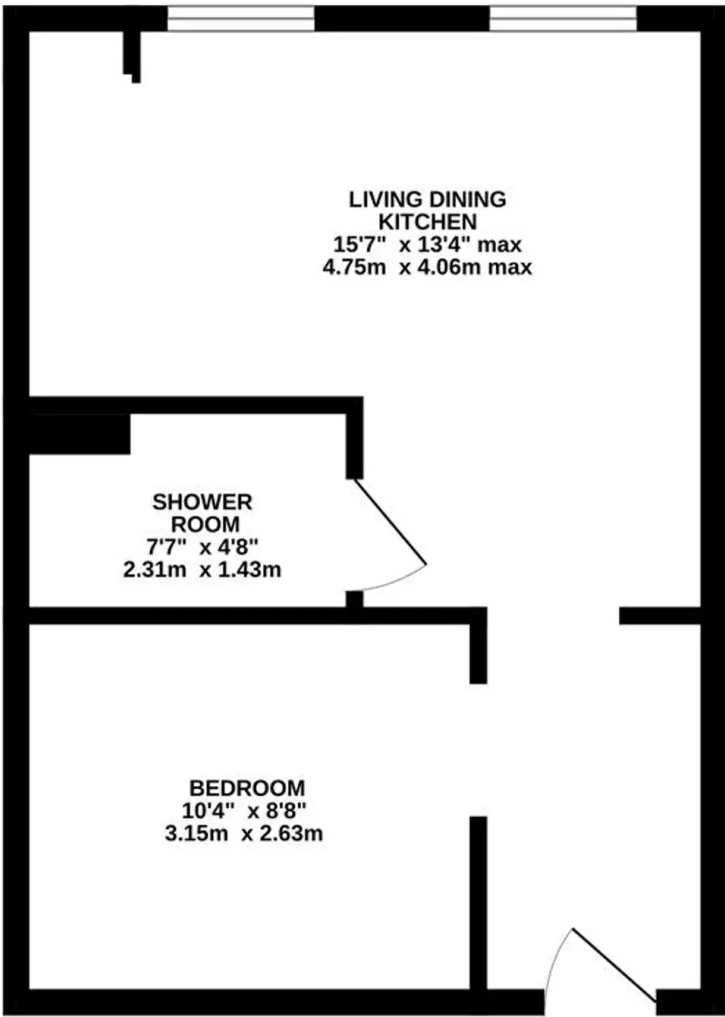 LIVING DINING
KITCHEN
15'7" x 13'4" max
4.75m x 4.06m max
SHOWER
ROOM
7'7" x 4'8"
2.31m x 1.43m
BEDROOM
10'4" x 8'8"
3.15m x 2.63m